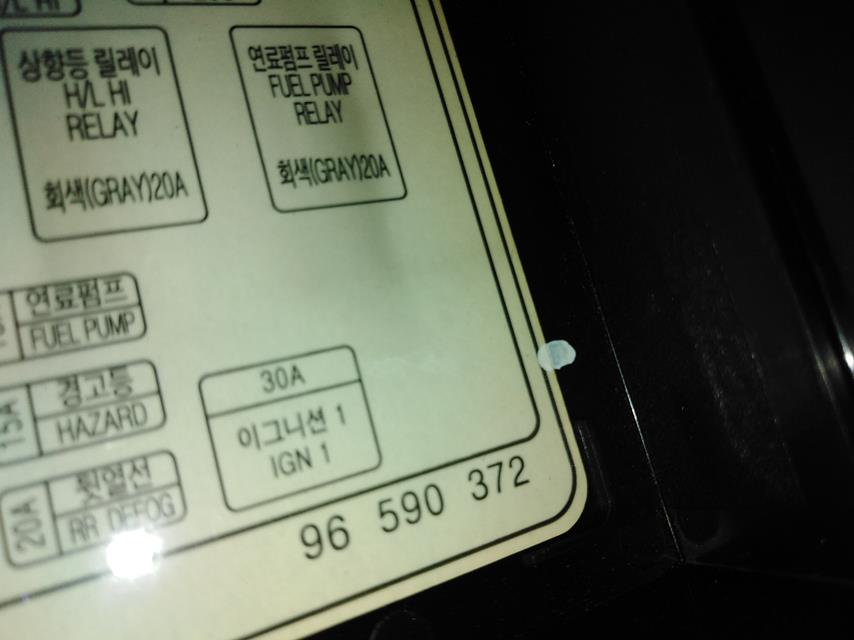 H/L HI
상향등 릴레이
H/L HI
RELAY
회색(GRAY)20A
연료펌프 릴레이
FUEL PUMP
RELAY
회색(GRAY)20A
연료펌프
FUEL PUMP
15A
경고등
HAZARD
20A
뒷열선
RR DEFOG
30A
이그니션 1
IGN 1
96 590 372